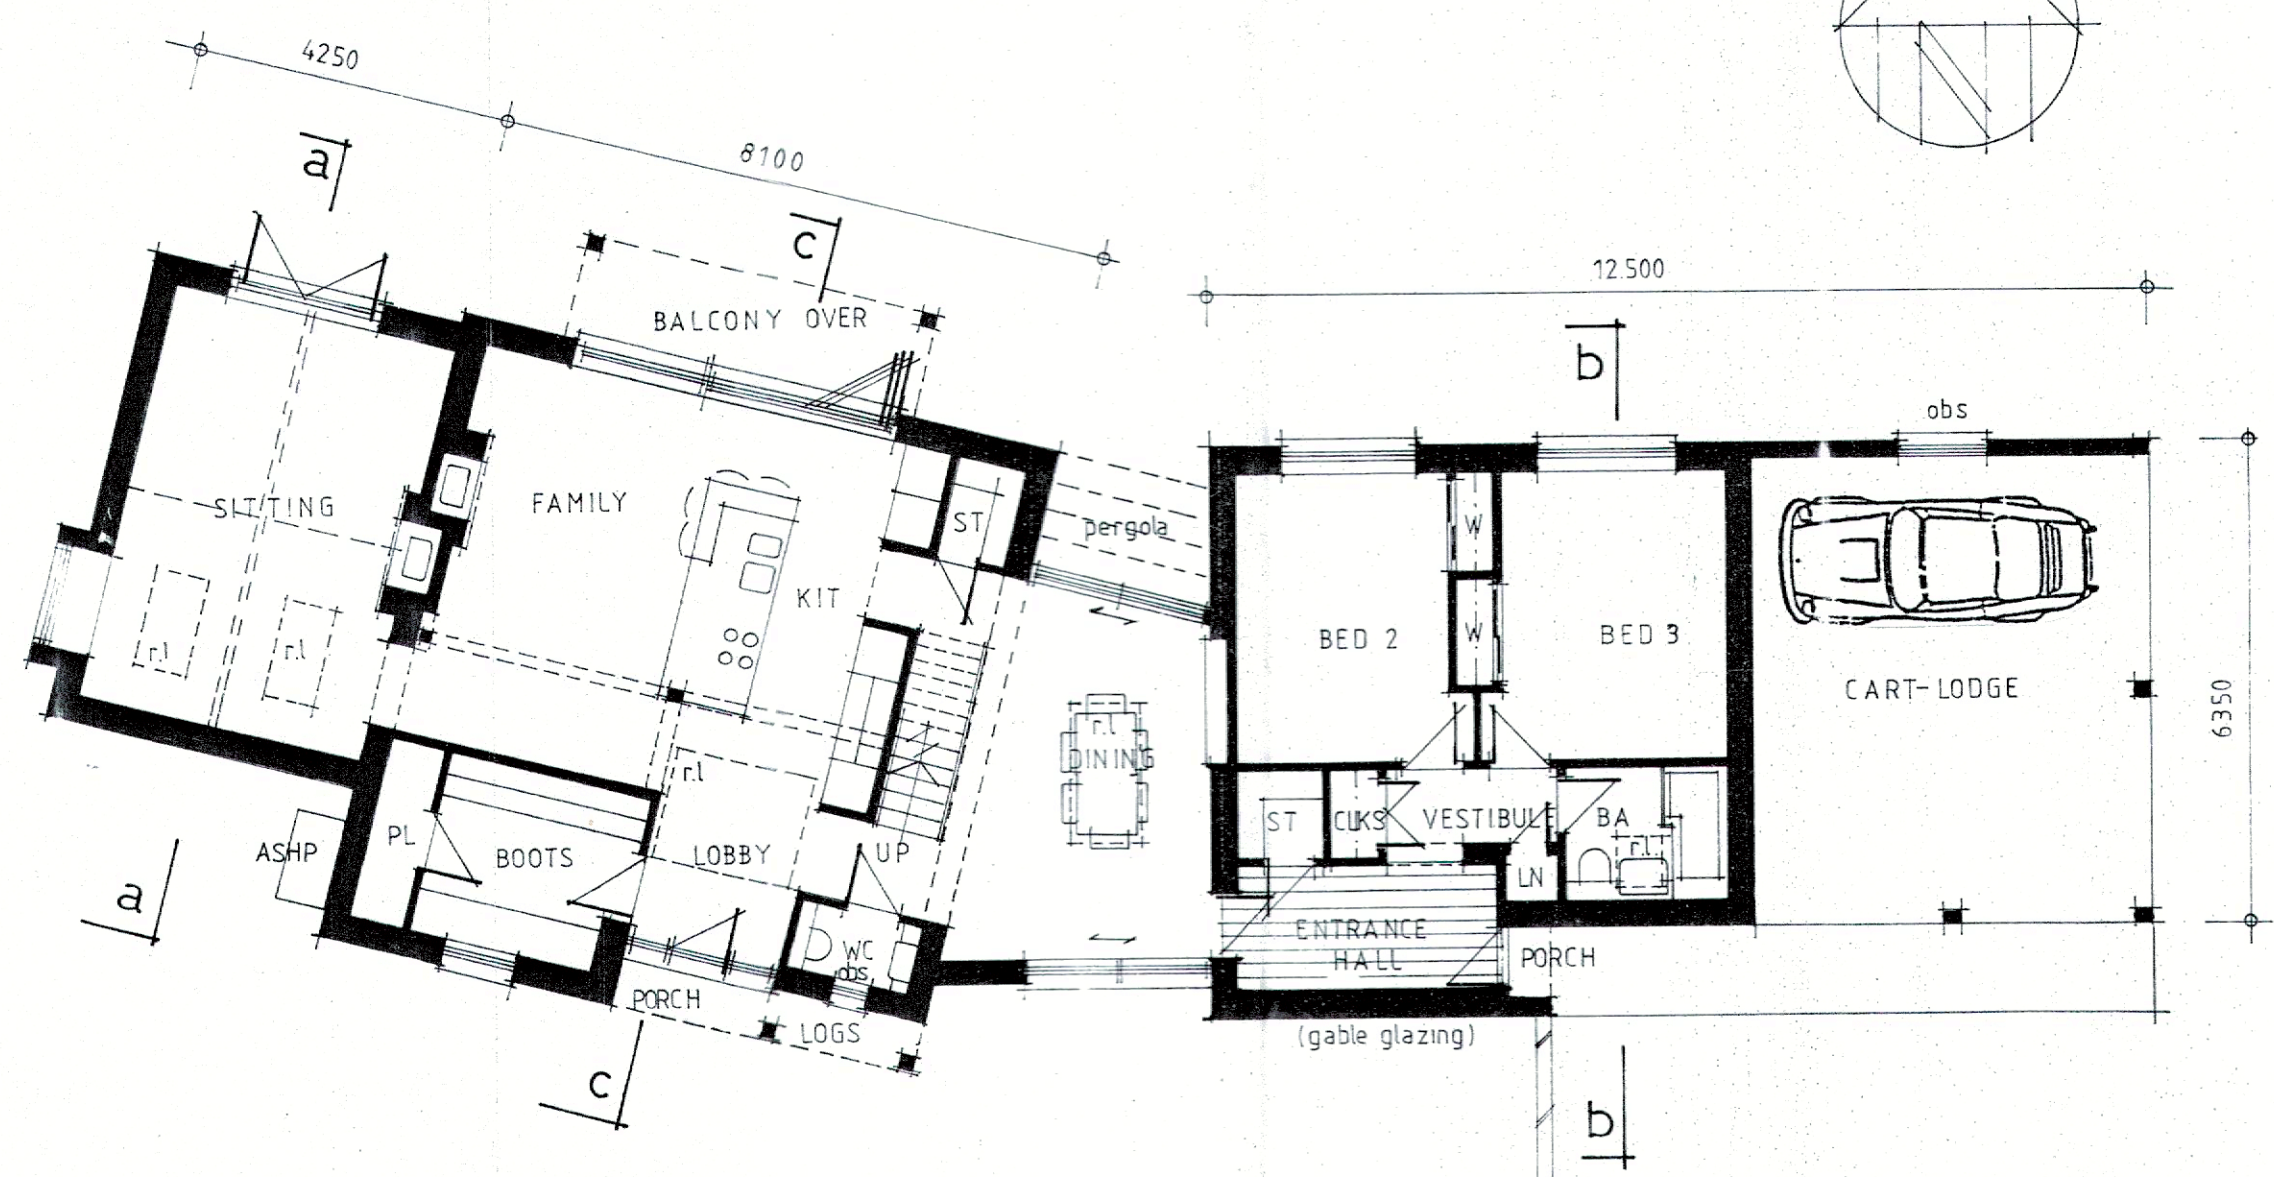 4250
8100
a
c
12.500
BALCONY OVER
b
obs
SITTING
FAMILY
ST
pergola
W
KIT
BED 2
W
BED 3
r.l
r.l
CART-LODGE
6350
r.l
DINING
r.l
PL
ASHP
BOOTS
LOBBY
UP
ST
CLKS
VESTIBULE
BA
r.l
LN
a
WC
obs
ENTRANCE
HALL
PORCH
PORCH
LOGS
(gable glazing)
c
b